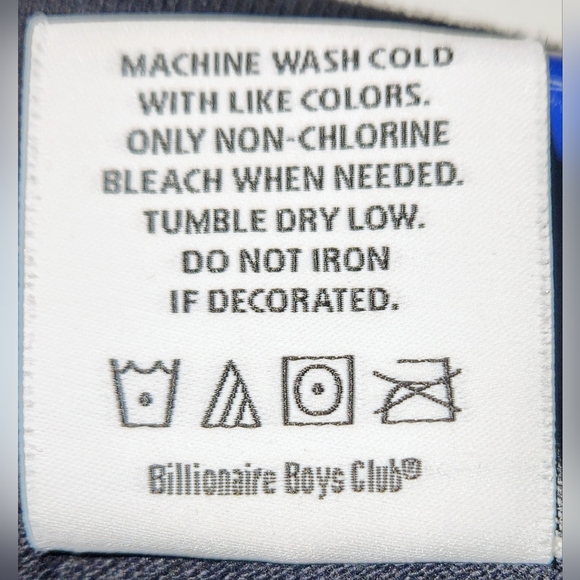 MACHINE WASH COLD
WITH LIKE COLORS.
ONLY NON-CHLORINE
BLEACH WHEN NEEDED.
TUMBLE DRY LOW.
DO NOT IRON
IF DECORATED.
Billionaire Boys Club®